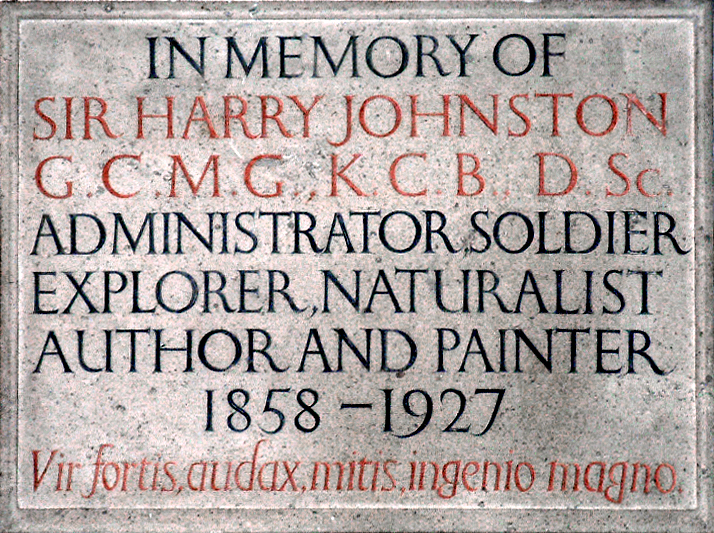 IN MEMORY OF
SIR HARRY JOHNSTON
G.C.M.G., K.C.B., D.Sc.
ADMINISTRATOR, SOLDIER
EXPLORER, NATURALIST
AUTHOR AND PAINTER
1858-1927
Vir fortis, audax, mitis, ingenio magno.